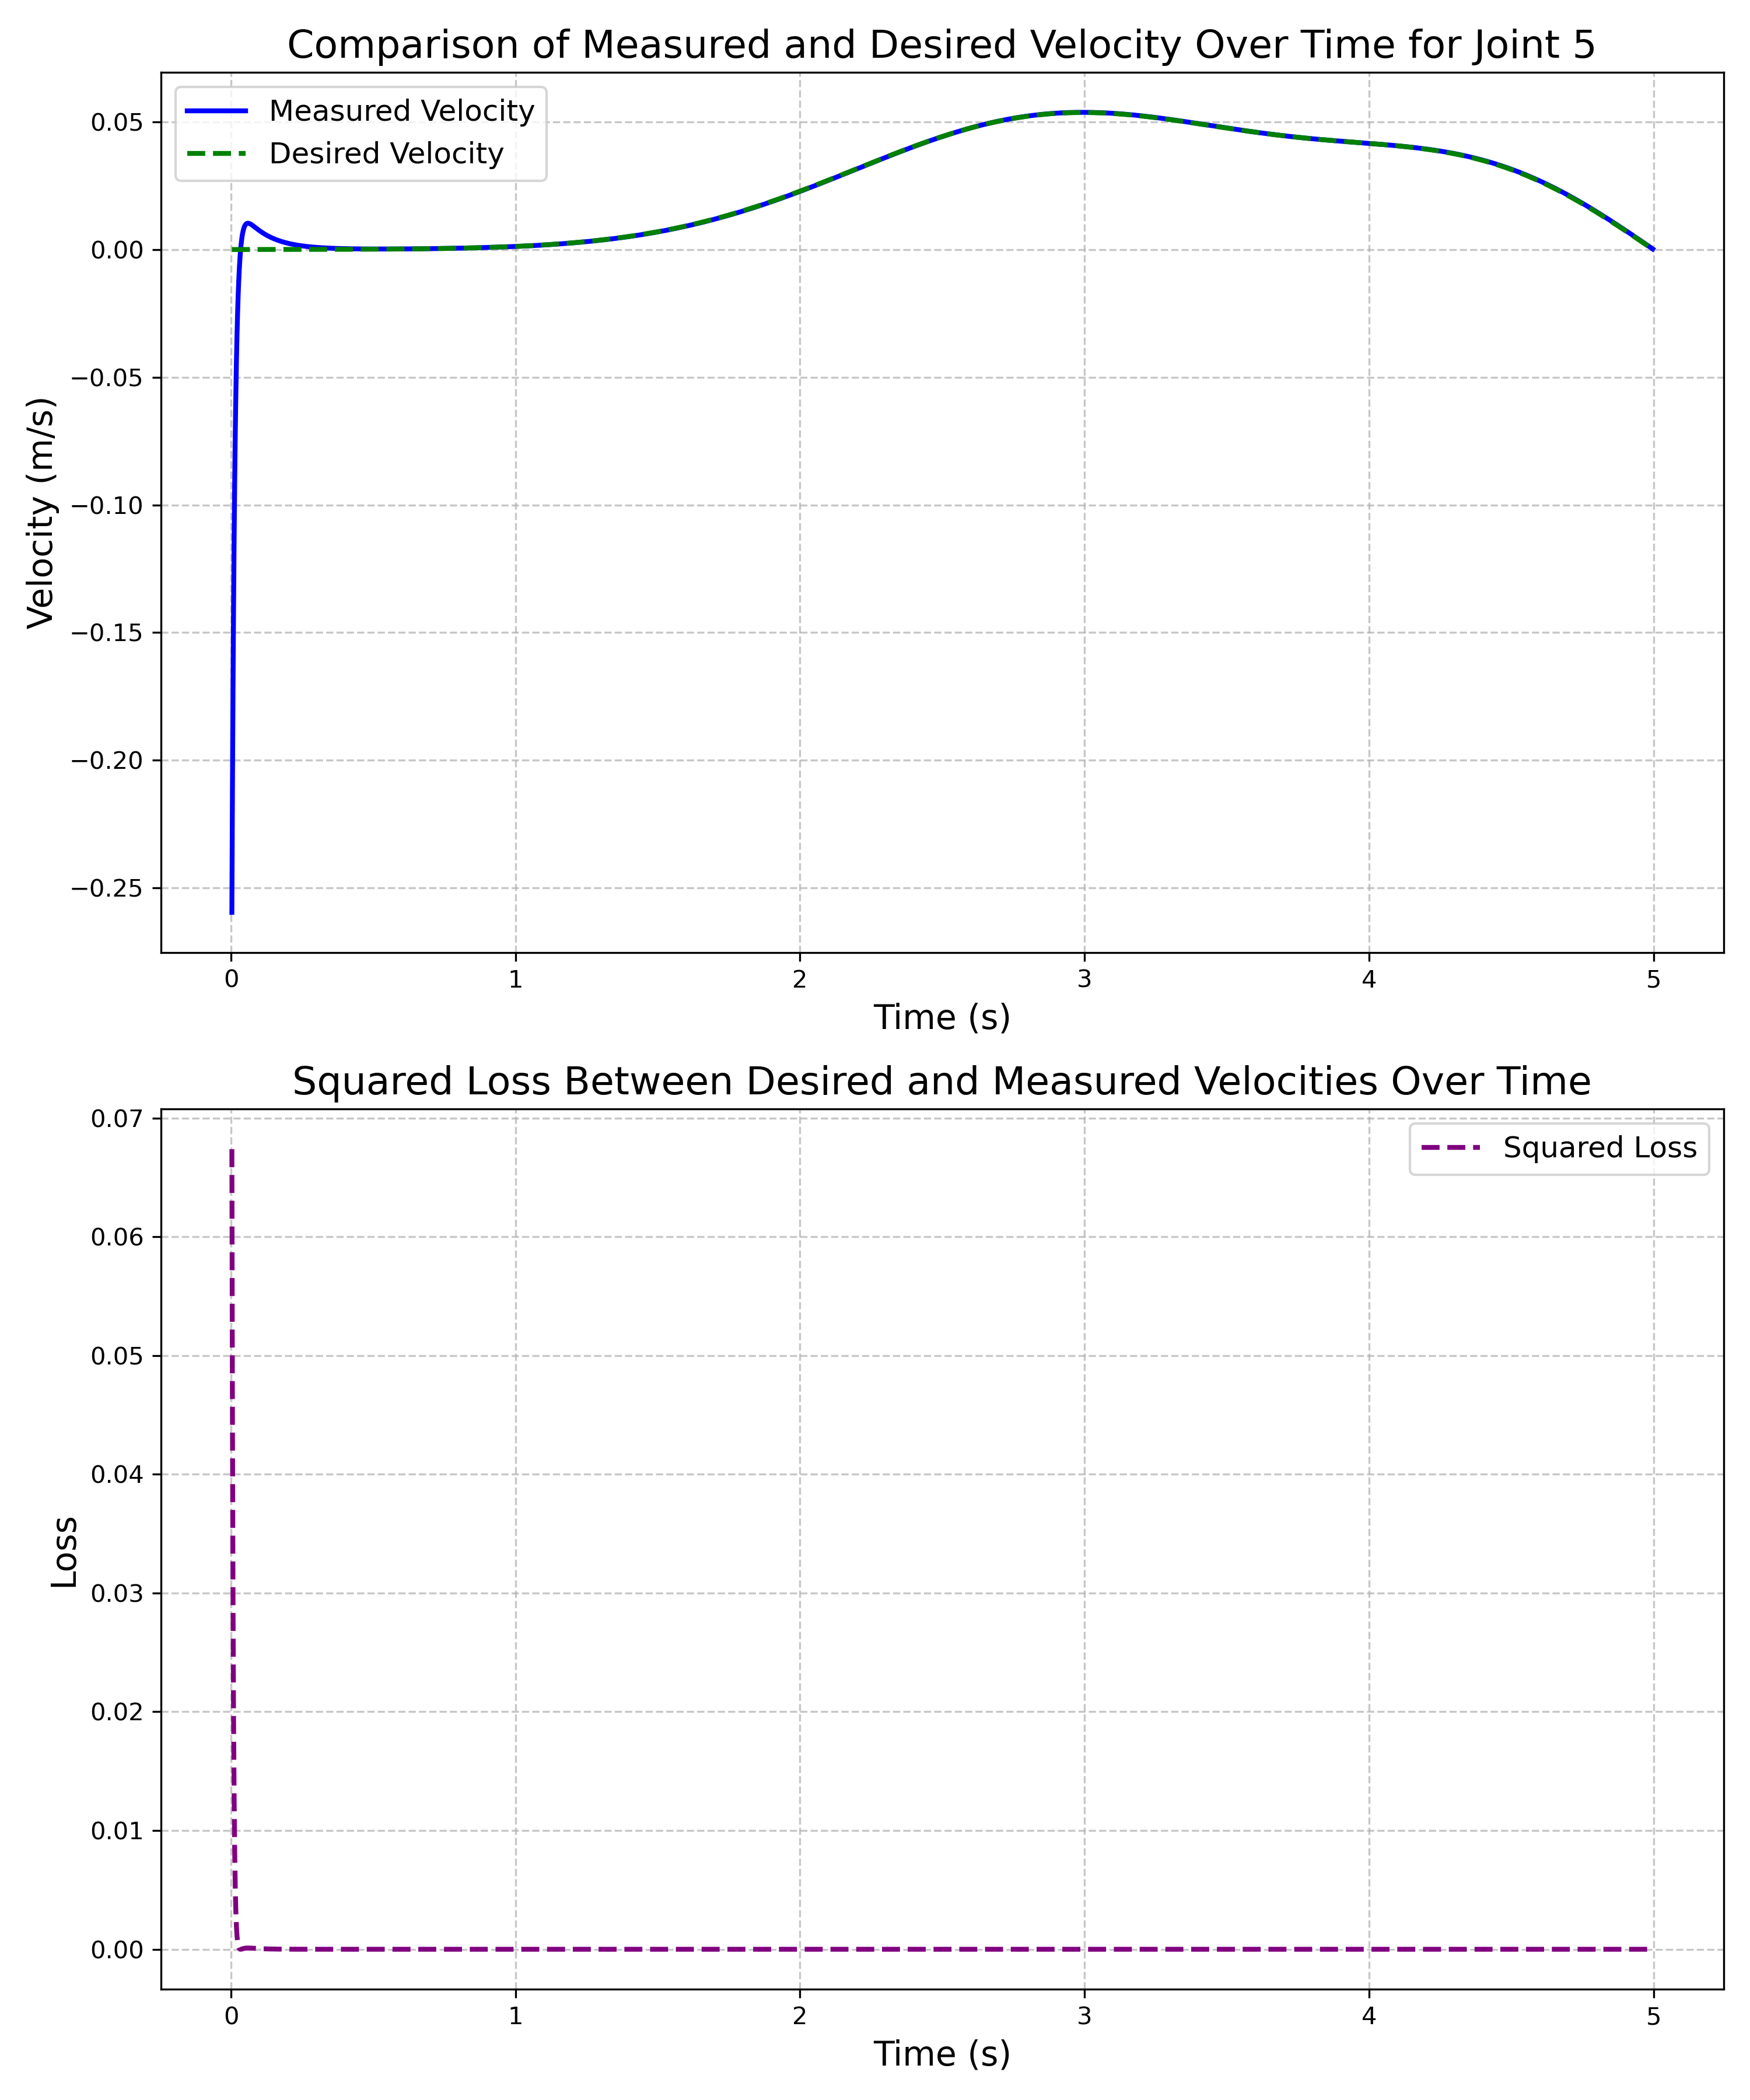 Comparison of Measured and Desired Velocity Over Time for Joint 5
Measured Velocity
Desired Velocity
0.05
0.00
−0.05
−0.10
−0.15
−0.20
−0.25
Velocity (m/s)
0 1 2 3 4 5
Time (s)
Squared Loss Between Desired and Measured Velocities Over Time
Squared Loss
0.07
0.06
0.05
0.04
0.03
0.02
0.01
0.00
Loss
0 1 2 3 4 5
Time (s)